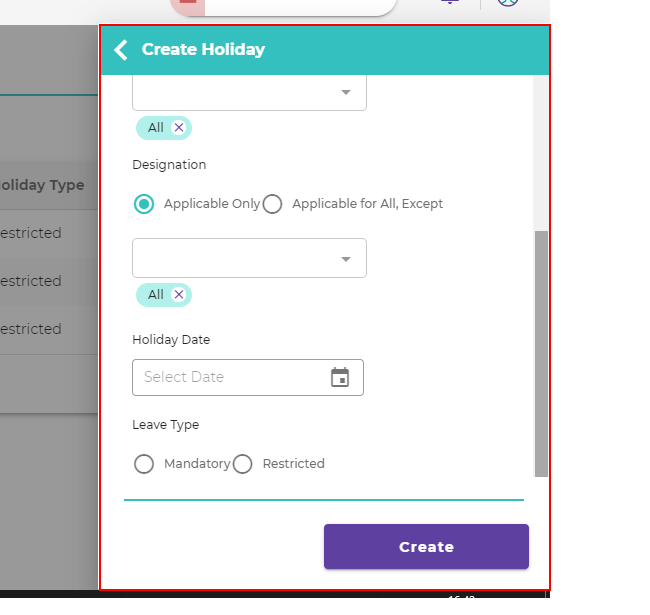 Create Holiday
All
Designation
Applicable Only Applicable for All, Except
All
Holiday Date
Select Date
Leave Type
Mandatory Restricted
Create
oliday Type
estricted
estricted
estricted